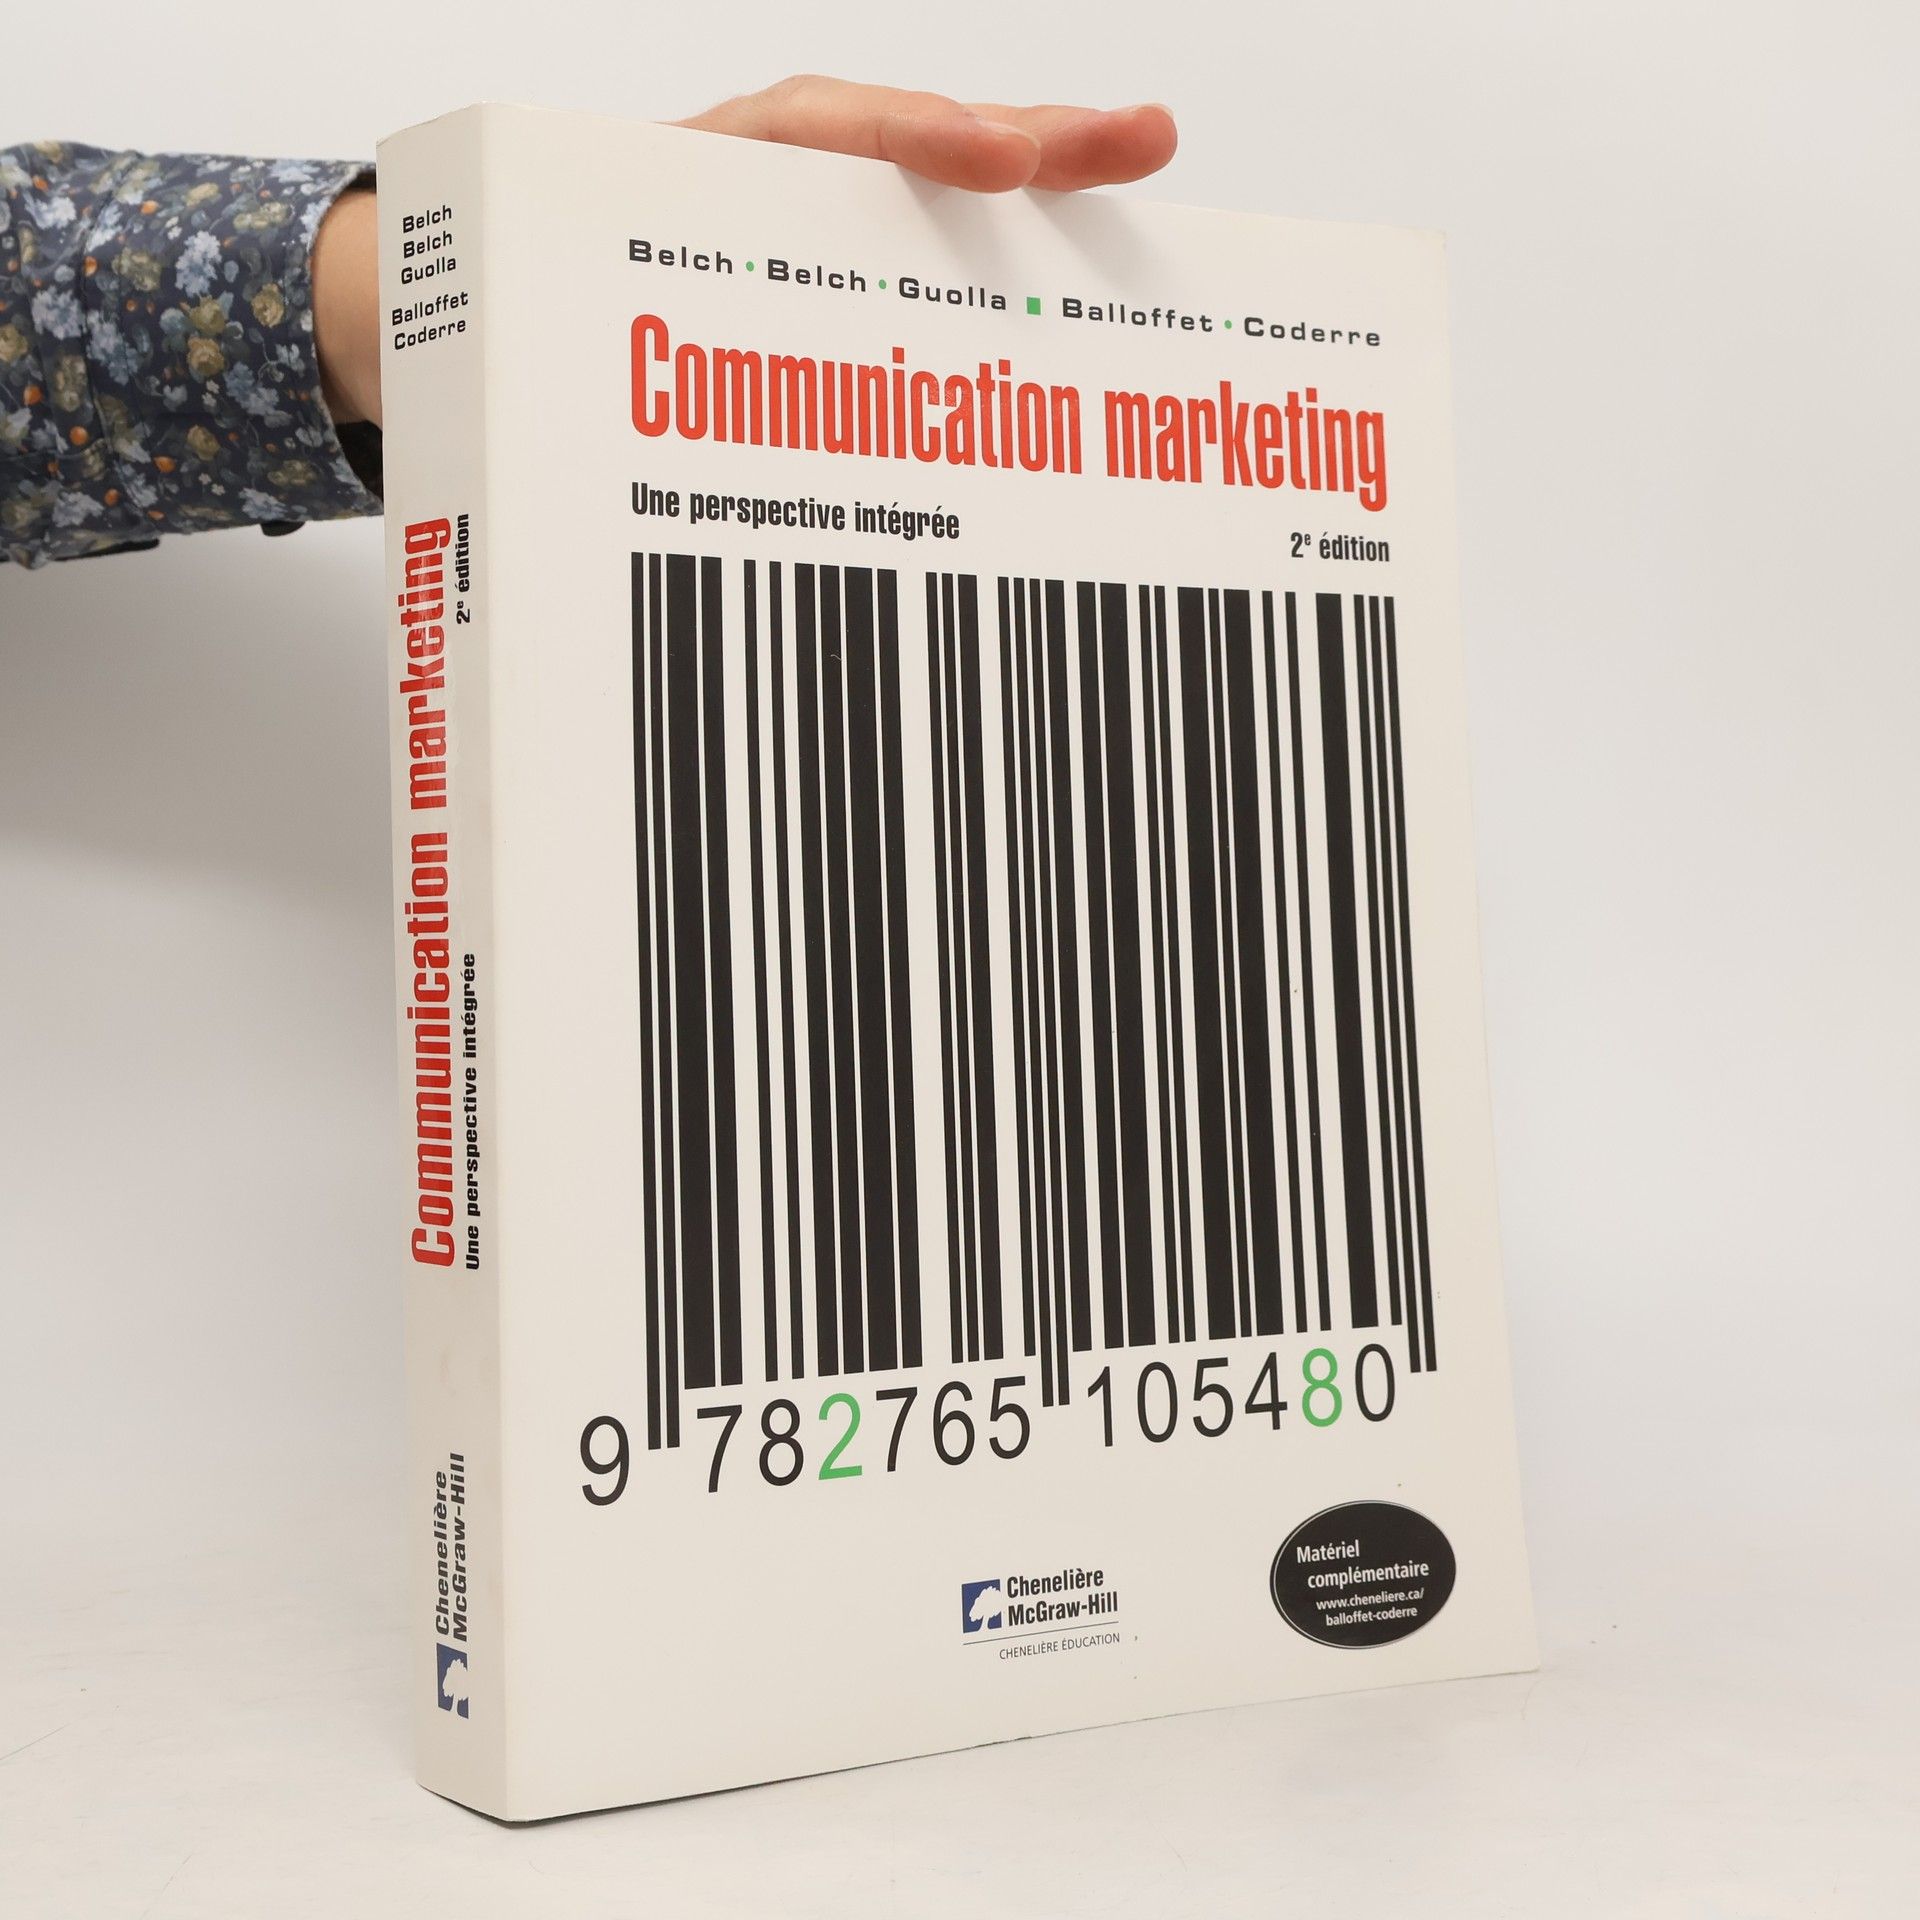 Belch
Belch
Guolla
Balloffet
Coderre
Communication marketing
2e édition
Une perspective intégrée
Chenelière
McGraw-Hill
Belch • Belch • Guolla ■ Balloffet • Coderre
Communication marketing
Une perspective intégrée
2e édition
9 782765 105480
Chenelière
McGraw-Hill
CHENELIÈRE ÉDUCATION
Matériel
complémentaire
www.cheneliere.ca/
balloffet-coderre